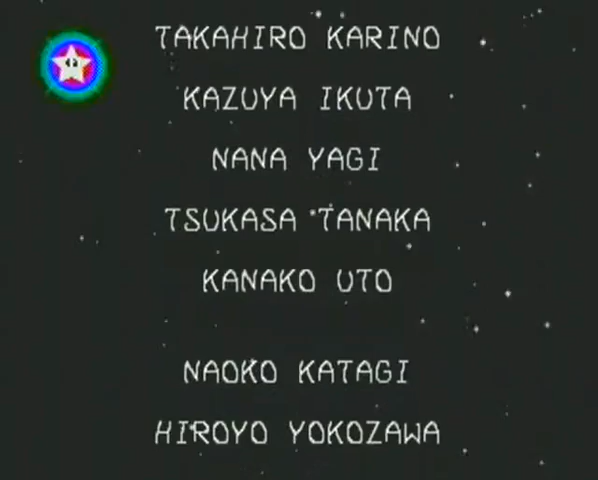 TAKAHIRO KARINO
KAZUYA IKUTA
NANA YAGI
TSUKASA TANAKA
KANAKO UTO
NAOKO KATAGI
HIROYO YOKOZAWA